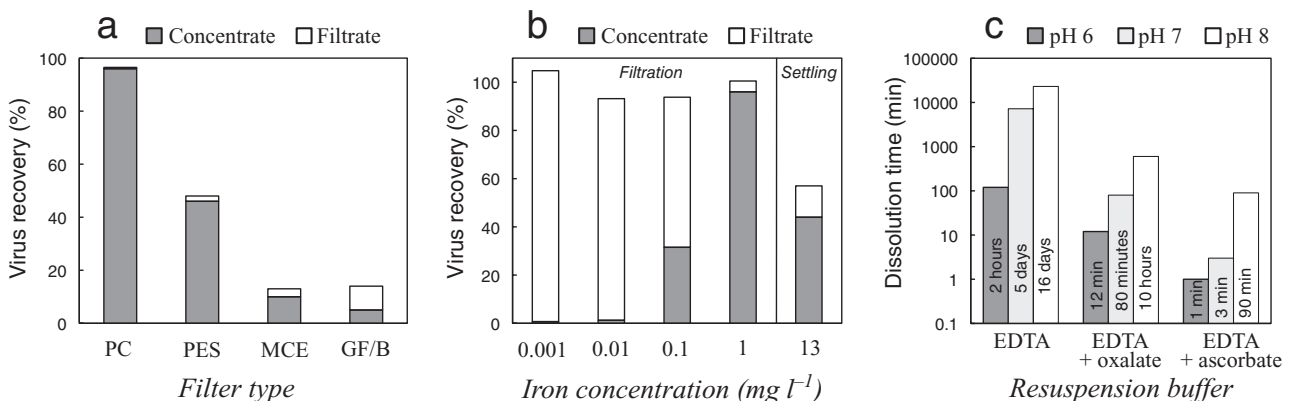 a
Concentrate Filtrate
Virus recovery (%)
100
80
60
40
20
0
PC PES MCE GF/B
Filter type
b
Concentrate Filtrate
Virus recovery (%)
Filtration Settling
100
80
60
40
20
0
0.001 0.01 0.1 1 13
Iron concentration (mg l⁻¹)
c
pH 6 pH 7 pH 8
Dissolution time (min)
100000
10000
1000
100
10
1
0.1
2 hours
5 days
16 days
12 min
80 minutes
10 hours
1 min
3 min
90 min
EDTA EDTA EDTA
+ oxalate + ascorbate
Resuspension buffer